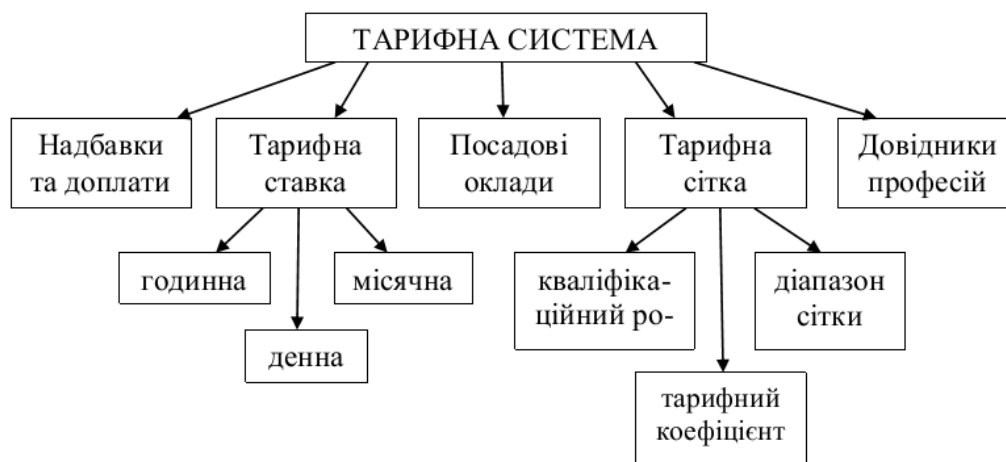 ТАРИФНА СИСТЕМА
Надбавки
та доплати
Тарифна
ставка
Посадові
оклади
Тарифна
сітка
Довідники
професій
годинна
місячна
денна
кваліфіка-
ційний ро-
діапазон
сітки
тарифний
коефіцієнт